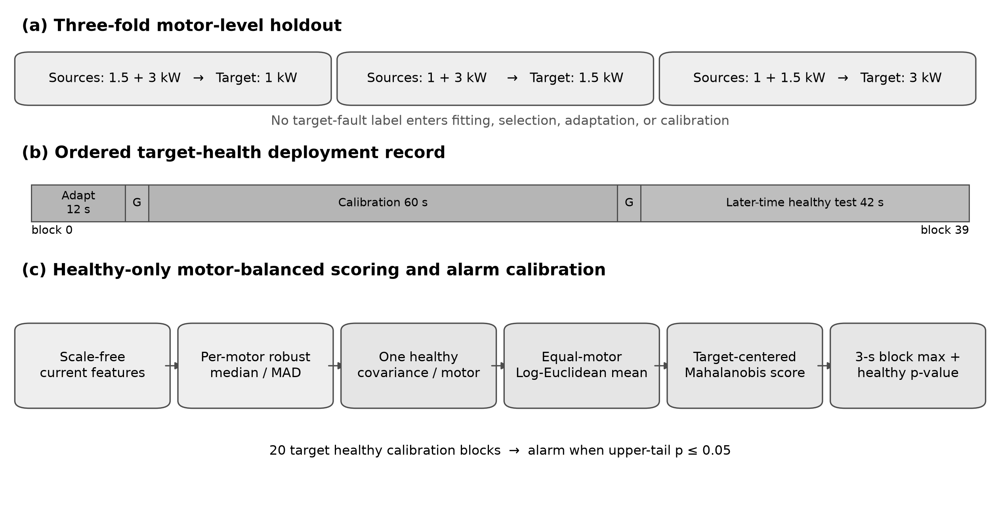 (a) Three-fold motor-level holdout
Sources: 1.5 + 3 kW → Target: 1 kW
Sources: 1 + 3 kW → Target: 1.5 kW
Sources: 1 + 1.5 kW → Target: 3 kW
No target-fault label enters fitting, selection, adaptation, or calibration
(b) Ordered target-health deployment record
Adapt
12 s
G
Calibration 60 s
G
Later-time healthy test 42 s
block 0
block 39
(c) Healthy-only motor-balanced scoring and alarm calibration
Scale-free
current features
Per-motor robust
median / MAD
One healthy
covariance / motor
Equal-motor
Log-Euclidean mean
Target-centered
Mahalanobis score
3-s block max +
healthy p-value
20 target healthy calibration blocks → alarm when upper-tail p ≤ 0.05